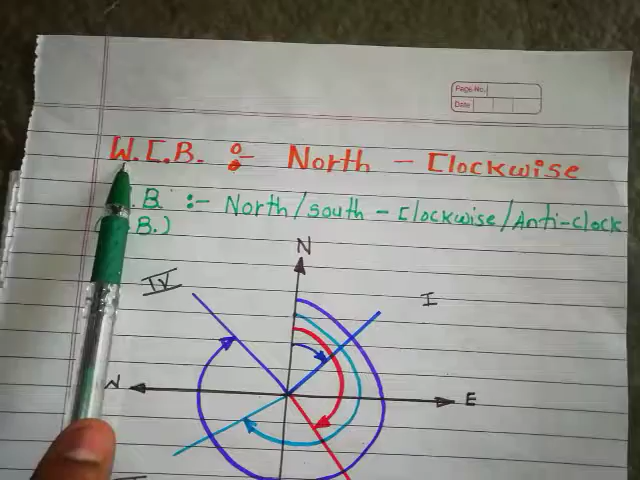 Page No.:
Date
W.C.B. :- North - Clockwise
.B :- North/south - Clockwise/Anti-clock
B.)
N
IV
I
W
E